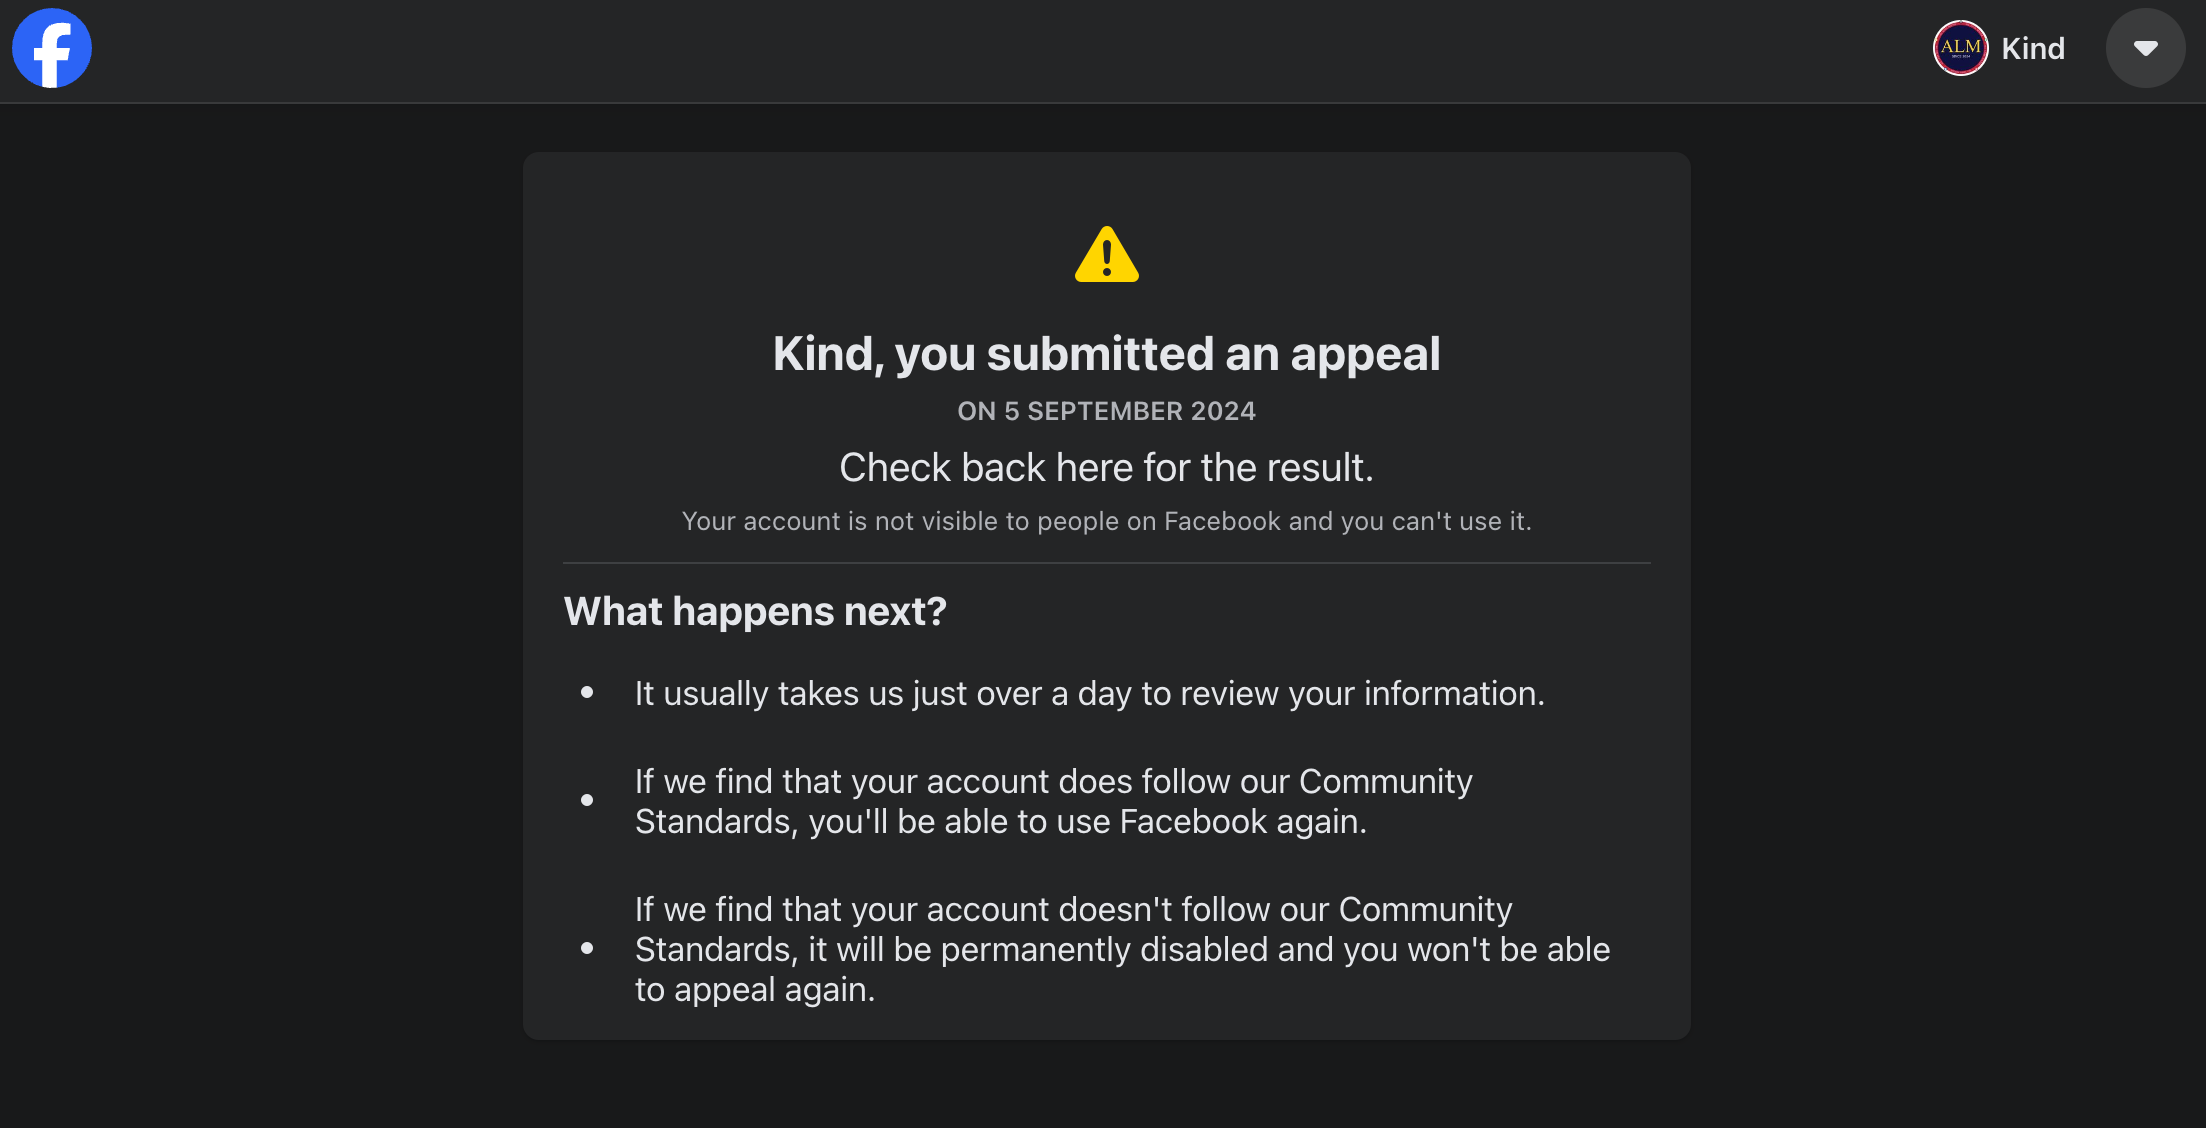 ALM
Kind
Kind, you submitted an appeal
ON 5 SEPTEMBER 2024
Check back here for the result.
Your account is not visible to people on Facebook and you can't use it.
What happens next?
It usually takes us just over a day to review your information.
If we find that your account does follow our Community
Standards, you'll be able to use Facebook again.
If we find that your account doesn't follow our Community
Standards, it will be permanently disabled and you won't be able
to appeal again.